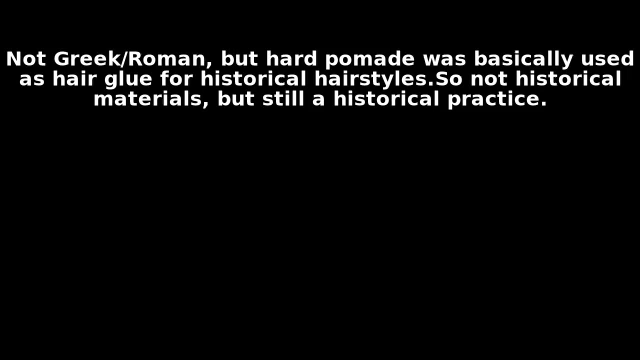 Not Greek/Roman, but hard pomade was basically used
as hair glue for historical hairstyles.So not historical
materials, but still a historical practice.